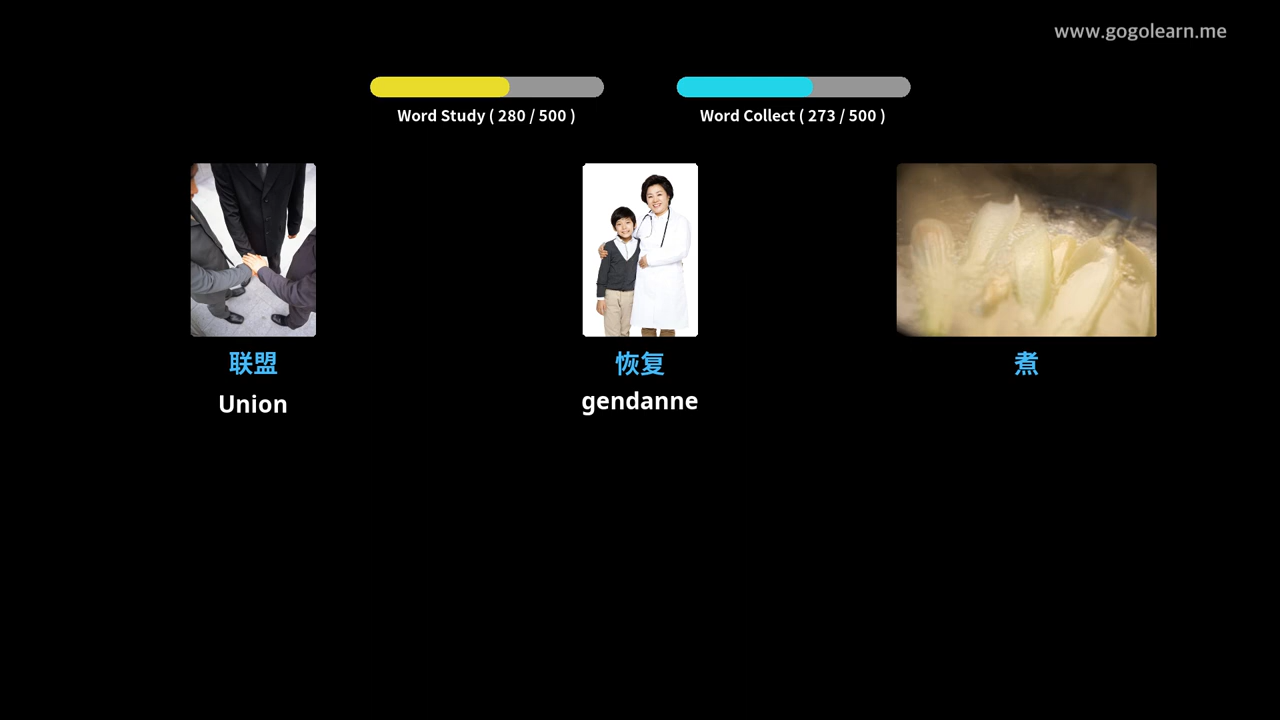 www.gogolearn.me
Word Study ( 280 / 500 )
Word Collect ( 273 / 500 )
联盟
恢复
煮
Union
gendanne